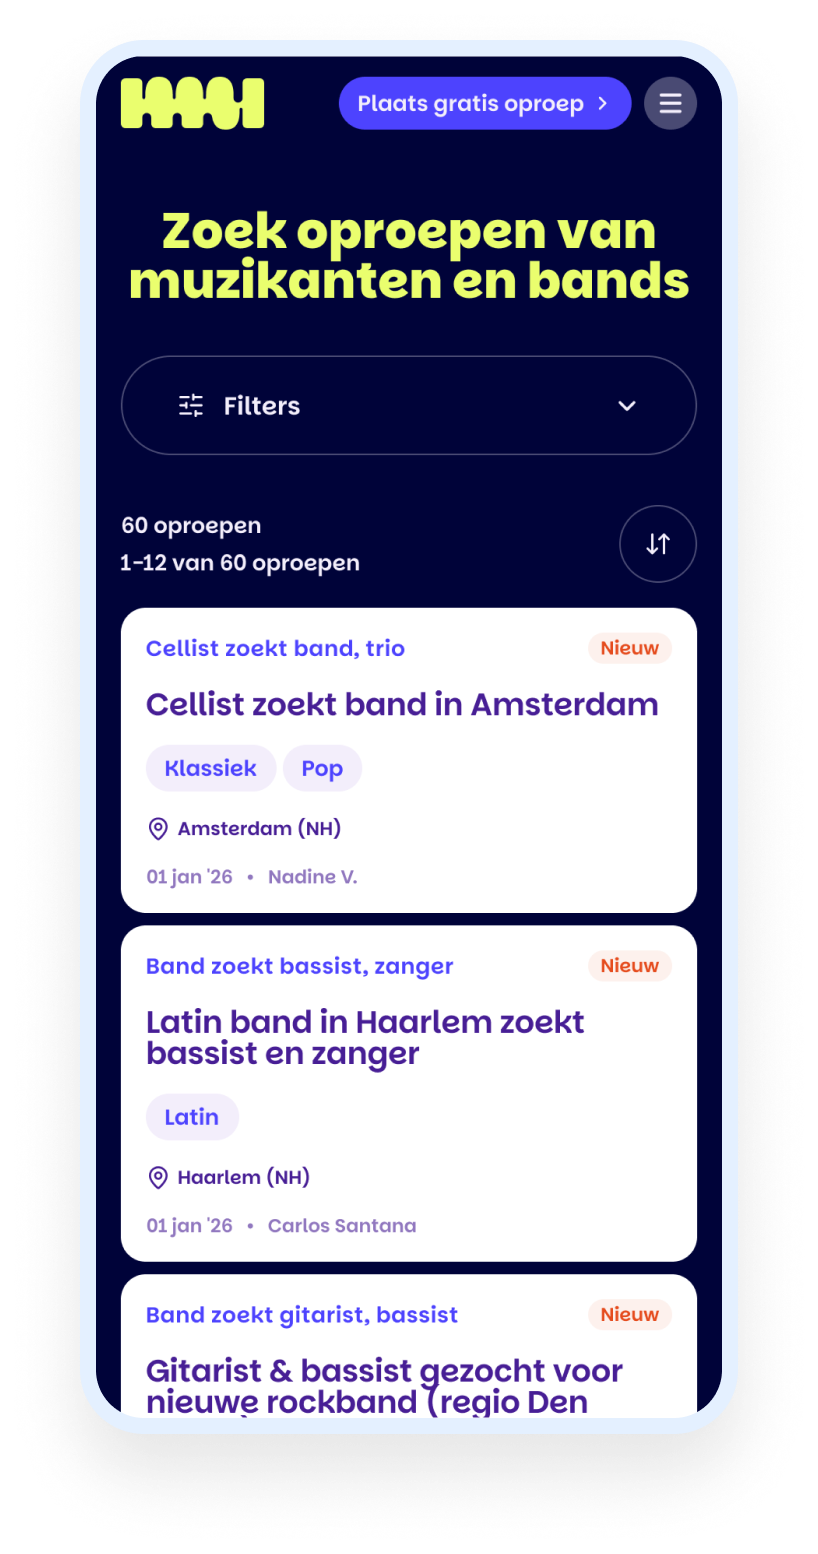 Plaats gratis oproep
Zoek oproepen van
muzikanten en bands
Filters
60 oproepen
1-12 van 60 oproepen
Cellist zoekt band, trio
Nieuw
Cellist zoekt band in Amsterdam
Klassiek
Pop
Amsterdam (NH)
01 jan '26 • Nadine V.
Band zoekt bassist, zanger
Nieuw
Latin band in Haarlem zoekt
bassist en zanger
Latin
Haarlem (NH)
01 jan '26 • Carlos Santana
Band zoekt gitarist, bassist
Nieuw
Gitarist & bassist gezocht voor
nieuwe rockband (regio Den